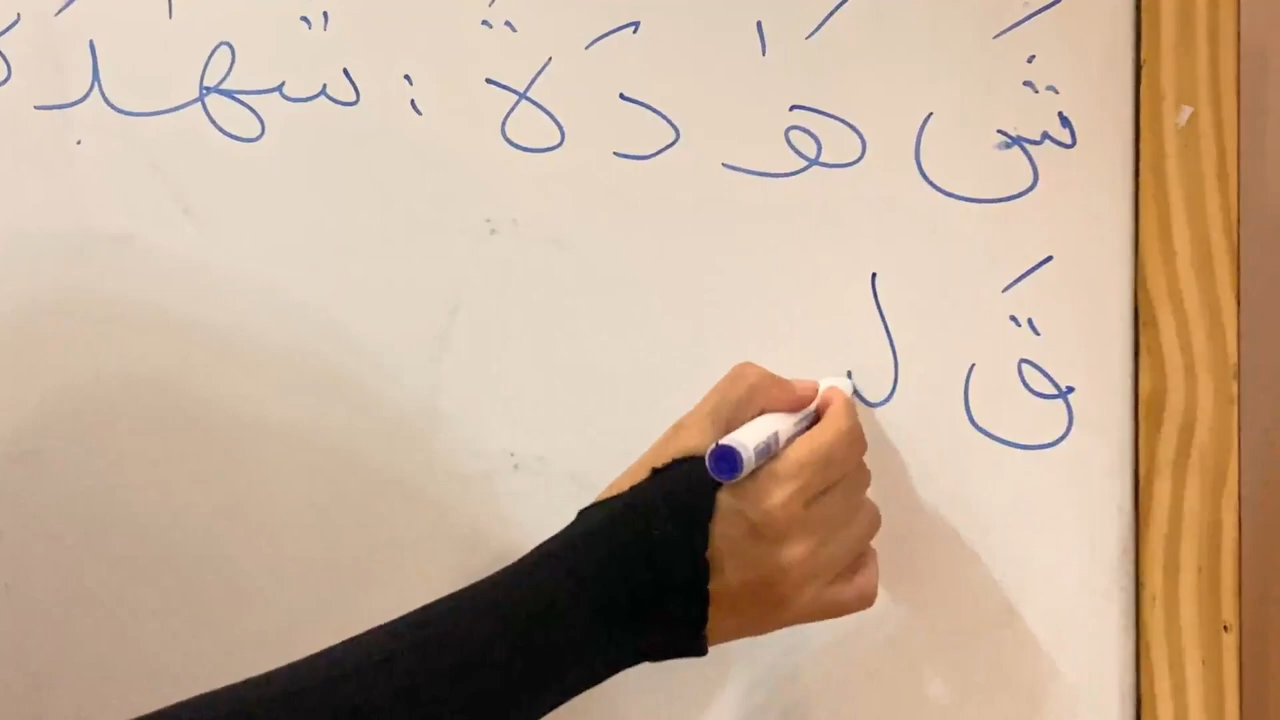 شَ هَٰ دَ ةَ : شهد
قَ ل